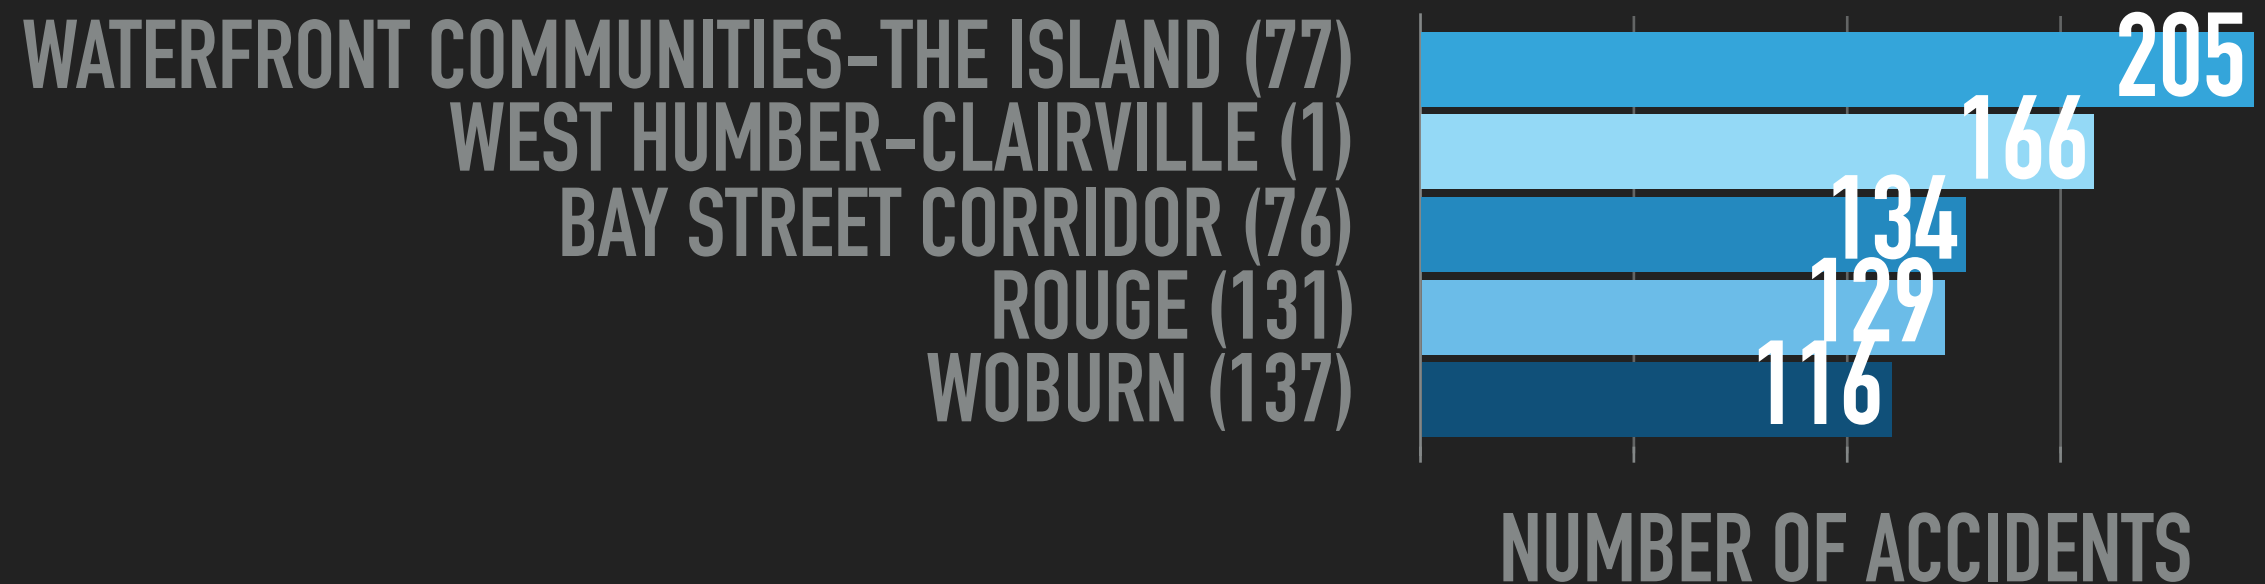 WATERFRONT COMMUNITIES-THE ISLAND (77) 205
WEST HUMBER-CLAIRVILLE (1) 166
BAY STREET CORRIDOR (76) 134
ROUGE (131) 129
WOBURN (137) 116
NUMBER OF ACCIDENTS